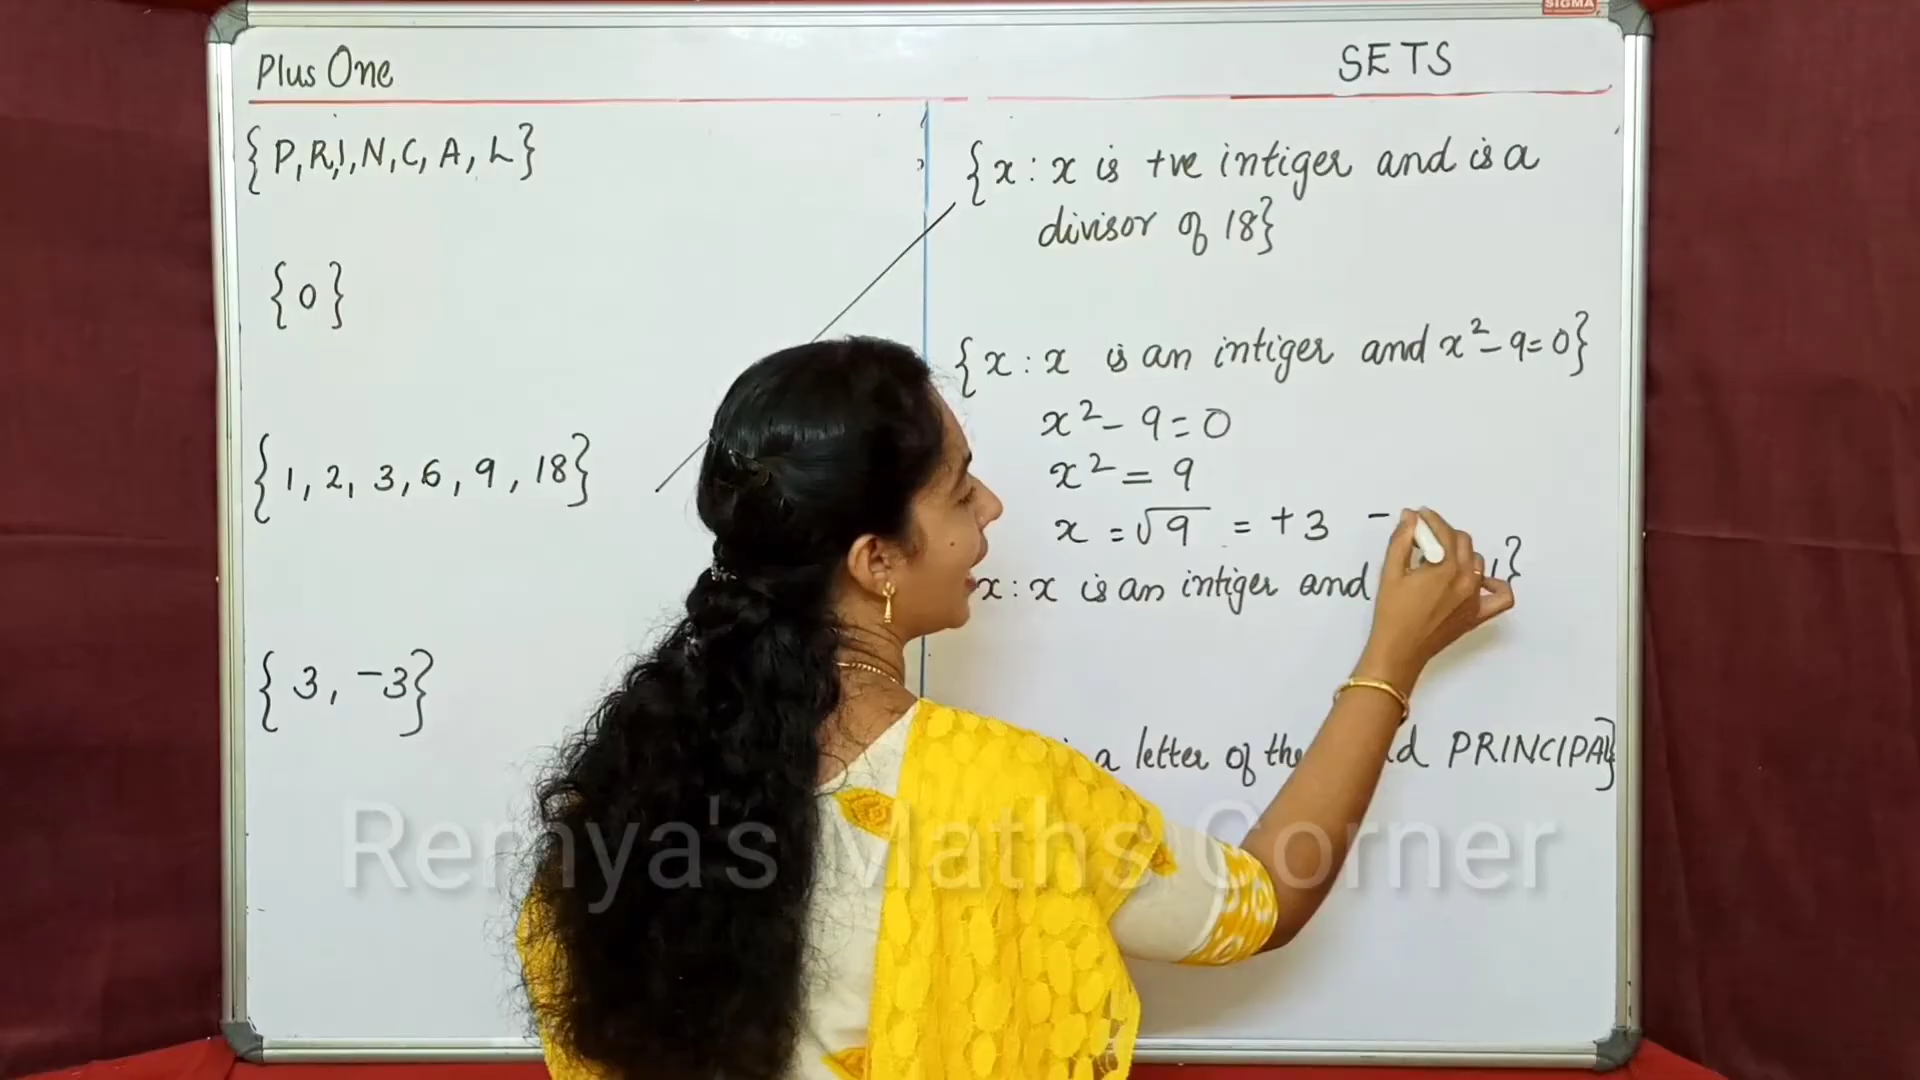 SIGMA
Plus One
SETS
{P,R,I,N,C,A,L}
{0}
{1,2,3,6,9,18}
{3,-3}
{x:x is +ve intiger and is a
divisor of 18}
{x:x is an intiger and x²-9=0}
x²-9=0
x²=9
x=√9 = +3 -
x:x is an intiger and 1}
a letter of the d PRINCIPAL}
Remya's Maths Corner